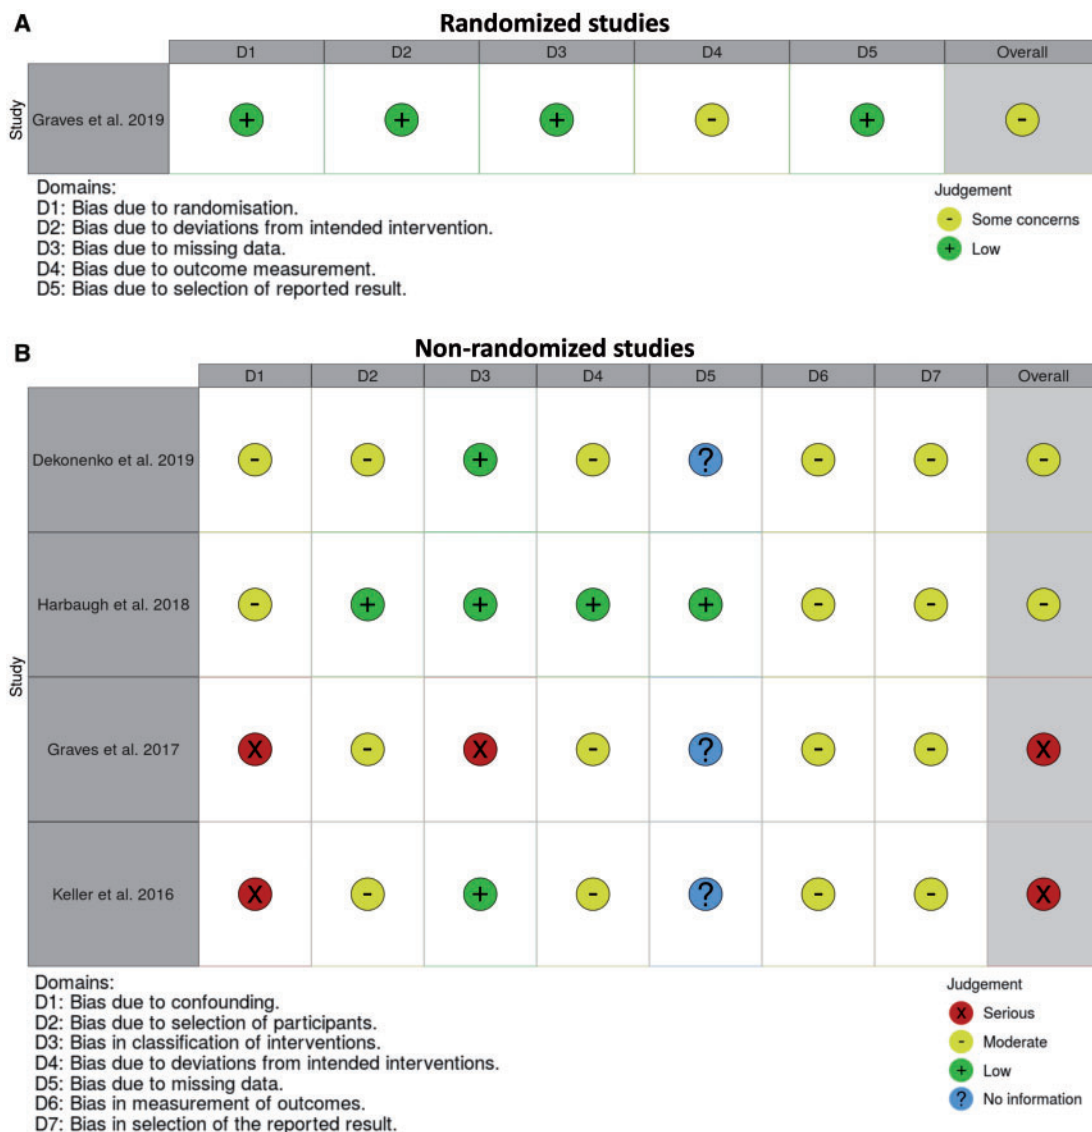 A
Randomized studies
D1 D2 D3 D4 D5 Overall
Study
Graves et al. 2019 + + + - + -
Domains:
D1: Bias due to randomisation.
D2: Bias due to deviations from intended intervention.
D3: Bias due to missing data.
D4: Bias due to outcome measurement.
D5: Bias due to selection of reported result.
Judgement
- Some concerns
+ Low
B
Non-randomized studies
D1 D2 D3 D4 D5 D6 D7 Overall
Study
Dekonenko et al. 2019 - - + - ? - - -
Harbaugh et al. 2018 - + + + + - - -
Graves et al. 2017 X - X - ? - - X
Keller et al. 2016 X - + - ? - - X
Domains:
D1: Bias due to confounding.
D2: Bias due to selection of participants.
D3: Bias in classification of interventions.
D4: Bias due to deviations from intended interventions.
D5: Bias due to missing data.
D6: Bias in measurement of outcomes.
D7: Bias in selection of the reported result.
Judgement
X Serious
- Moderate
+ Low
? No information